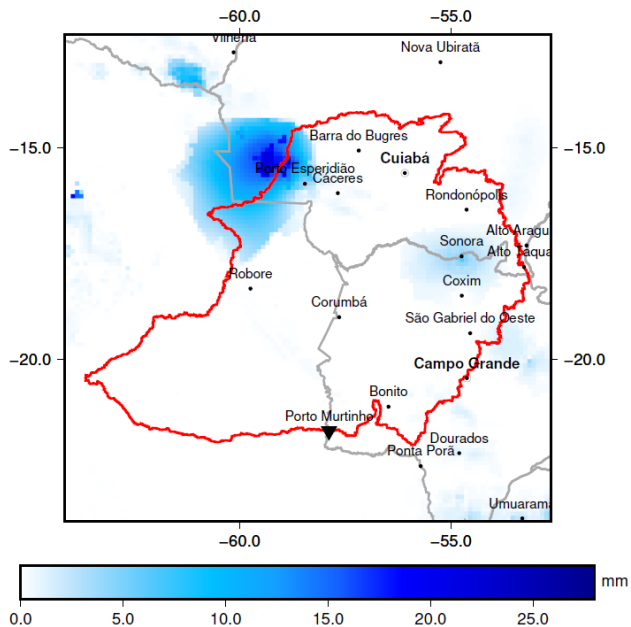 −60.0 −55.0
Vilhena
Nova Ubiratã
−15.0 −15.0
Barra do Bugres
Cuiabá
Porto Esperidião
Cáceres
Rondonópolis
Alto Aragu
Sonora
Alto Taqua
Robore
Coxim
Corumbá
São Gabriel do Oeste
−20.0 −20.0
Campo Grande
Bonito
Porto Murtinho
Dourados
Ponta Porã
Umuarama
−60.0 −55.0
mm
0.0 5.0 10.0 15.0 20.0 25.0